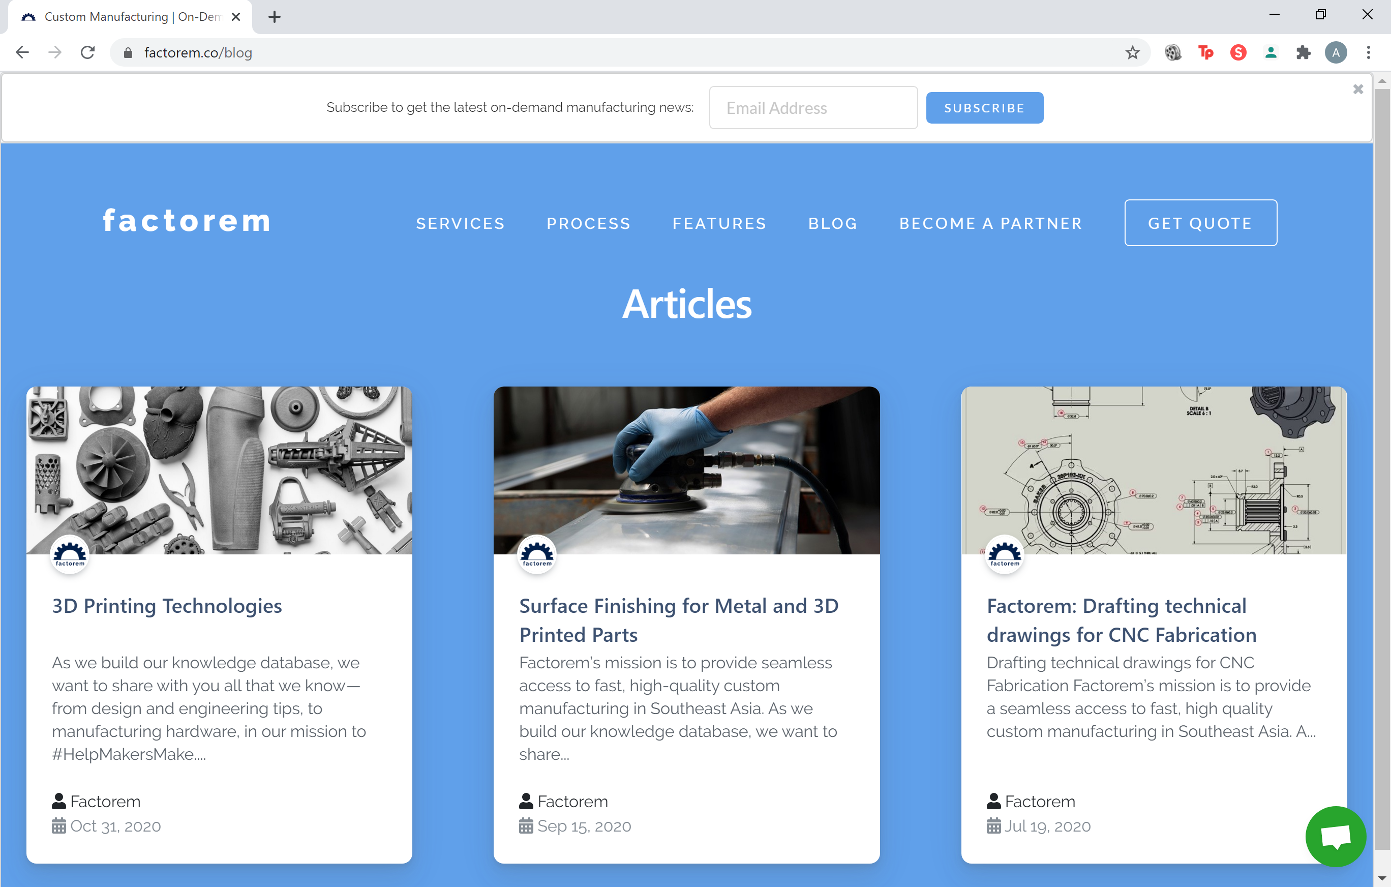 Custom Manufacturing | On-Dem
factorem.co/blog
Tp
S
A
Subscribe to get the latest on-demand manufacturing news:
Email Address
SUBSCRIBE
factorem
SERVICES
PROCESS
FEATURES
BLOG
BECOME A PARTNER
GET QUOTE
Articles
DETAIL B
SCALE 6 : 1
factorem
3D Printing Technologies
As we build our knowledge database, we
want to share with you all that we know—
from design and engineering tips, to
manufacturing hardware, in our mission to
#HelpMakersMake....
Factorem
Oct 31, 2020
factorem
Surface Finishing for Metal and 3D
Printed Parts
Factorem's mission is to provide seamless
access to fast, high-quality custom
manufacturing in Southeast Asia. As we
build our knowledge database, we want to
share...
Factorem
Sep 15, 2020
factorem
Factorem: Drafting technical
drawings for CNC Fabrication
Drafting technical drawings for CNC
Fabrication Factorem's mission is to provide
a seamless access to fast, high quality
custom manufacturing in Southeast Asia. A...
Factorem
Jul 19, 2020